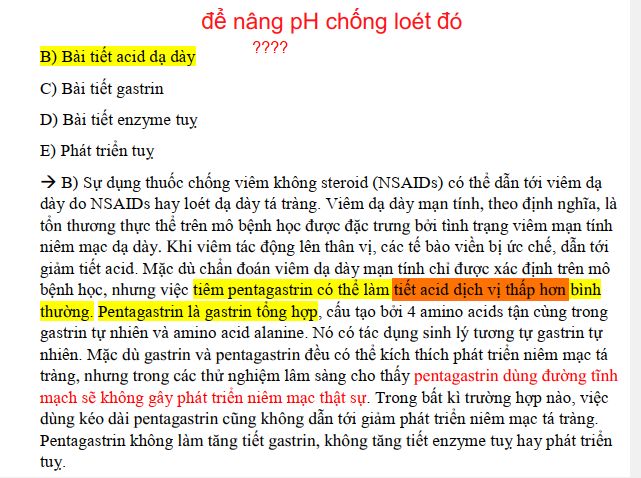 để nâng pH chống loét đó
????
B) Bài tiết acid dạ dày
C) Bài tiết gastrin
D) Bài tiết enzyme tuỵ
E) Phát triển tuỵ
→ B) Sự dụng thuốc chống viêm không steroid (NSAIDs) có thể dẫn tới viêm dạ
dày do NSAIDs hay loét dạ dày tá tràng. Viêm dạ dày mạn tính, theo định nghĩa, là
tổn thương thực thể trên mô bệnh học được đặc trưng bởi tình trạng viêm mạn tính
niêm mạc dạ dày. Khi viêm tác động lên thân vị, các tế bào viền bị ức chế, dẫn tới
giảm tiết acid. Mặc dù chẩn đoán viêm dạ dày mạn tính chỉ được xác định trên mô
bệnh học, nhưng việc tiêm pentagastrin có thể làm tiết acid dịch vị thấp hơn bình
thường. Pentagastrin là gastrin tổng hợp, cấu tạo bởi 4 amino acids tận cùng trong
gastrin tự nhiên và amino acid alanine. Nó có tác dụng sinh lý tương tự gastrin tự
nhiên. Mặc dù gastrin và pentagastrin đều có thể kích thích phát triển niêm mạc tá
tràng, nhưng trong các thử nghiệm lâm sàng cho thấy pentagastrin dùng đường tĩnh
mạch sẽ không gây phát triển niêm mạc thật sự. Trong bất kì trường hợp nào, việc
dùng kéo dài pentagastrin cũng không dẫn tới giảm phát triển niêm mạc tá tràng.
Pentagastrin không làm tăng tiết gastrin, không tăng tiết enzyme tuỵ hay phát triển
tuỵ.